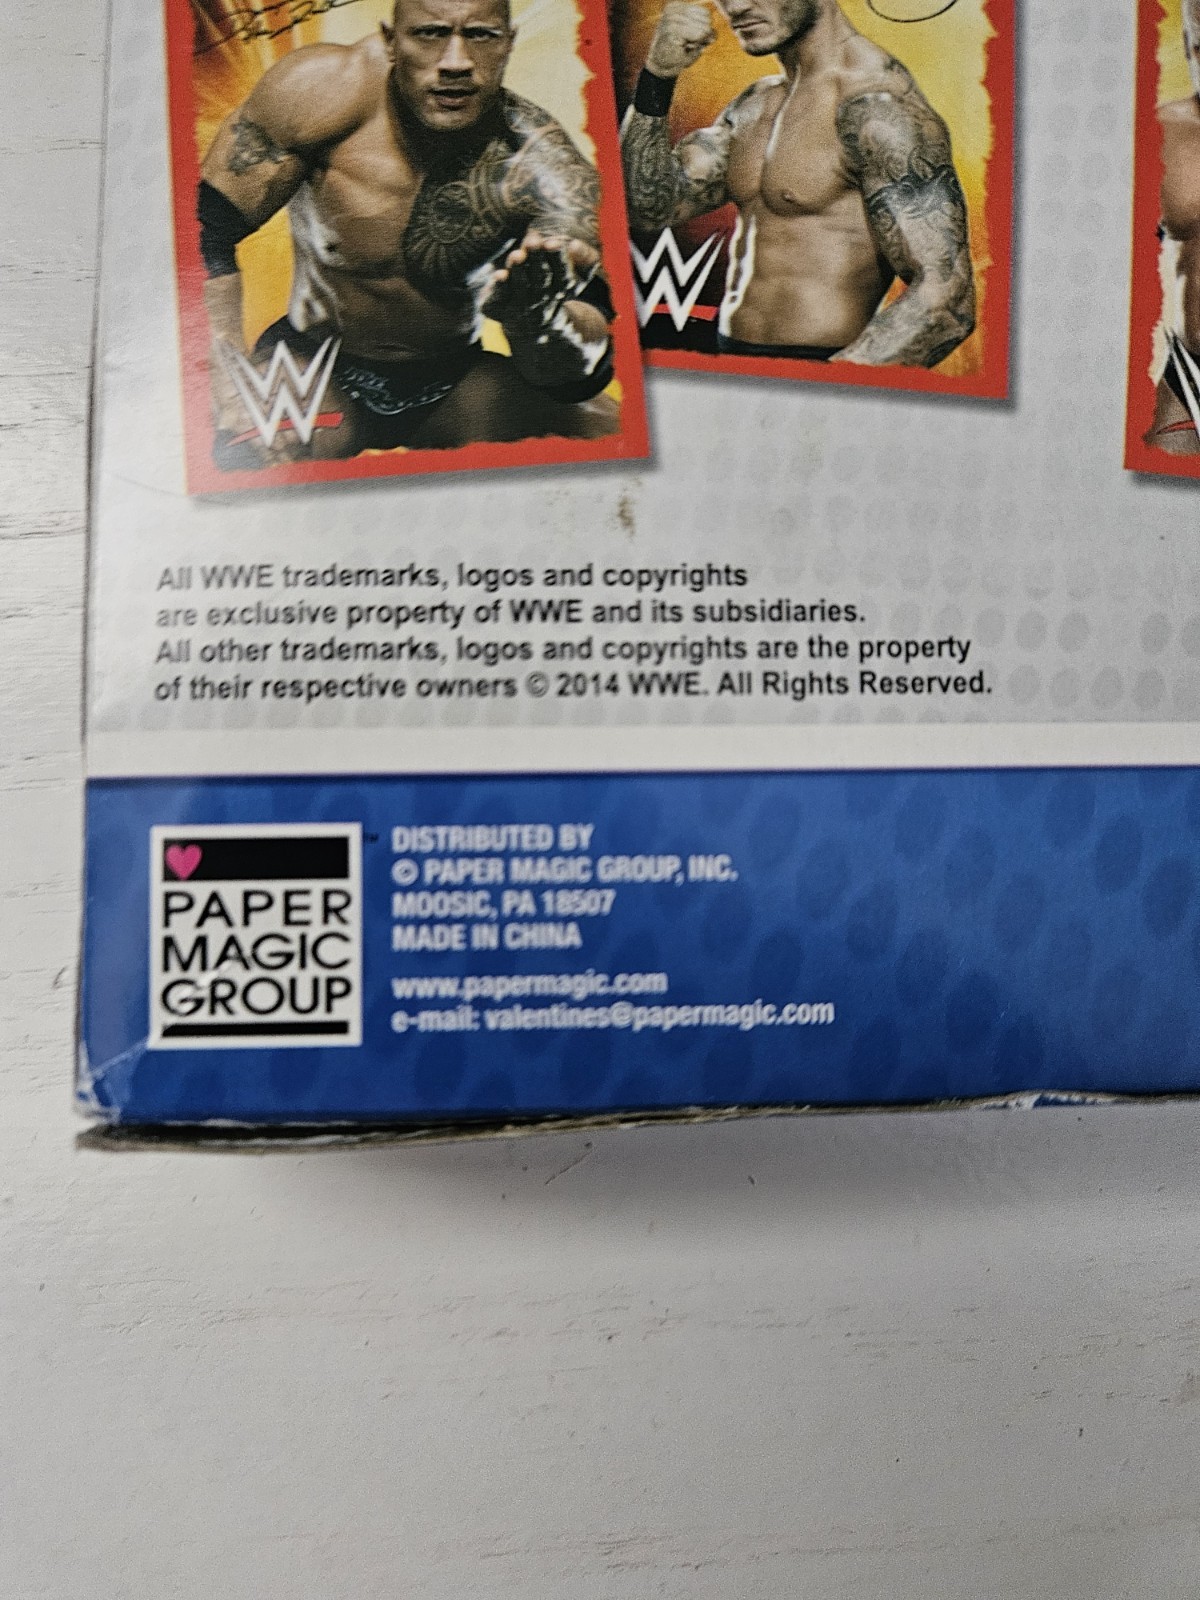 All WWE trademarks, logos and copyrights
are exclusive property of WWE and its subsidiaries.
All other trademarks, logos and copyrights are the property
of their respective owners © 2014 WWE. All Rights Reserved.
PAPER
MAGIC
GROUP
™
DISTRIBUTED BY
© PAPER MAGIC GROUP, INC.
MOOSIC, PA 18507
MADE IN CHINA
www.papermagic.com
e-mail: valentines@papermagic.com